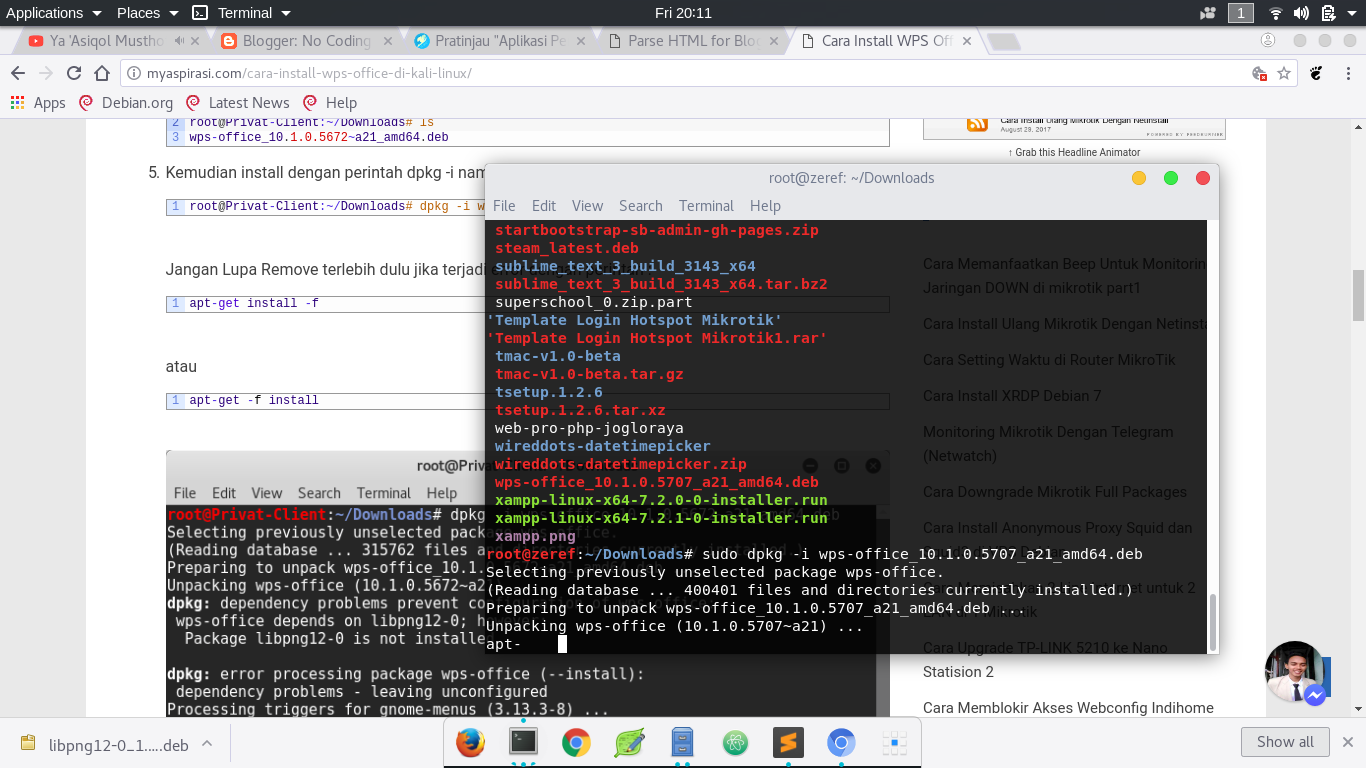 Applications Places Terminal Fri 20:11 1
Ya 'Asiqol Mustho
Blogger: No Coding
Pratinjau "Aplikasi Pe
Parse HTML for Blo
Cara Install WPS Off
myaspirasi.com/cara-install-wps-office-di-kali-linux/
Apps Debian.org Latest News Help
2 root@Privat-Client:~/Downloads# ls
3 wps-office_10.1.0.5672~a21_amd64.deb
5. Kemudian install dengan perintah dpkg -i nam
1 root@Privat-Client:~/Downloads# dpkg -i w
Jangan Lupa Remove terlebih dulu jika terjadi
1 apt-get install -f
atau
1 apt-get -f install
root@Priva
File Edit View Search Terminal Help
root@Privat-Client:~/Downloads# dpkg
Selecting previously unselected packa
(Reading database ... 315762 files a
Preparing to unpack wps-office_10.1.
Unpacking wps-office (10.1.0.5672~a2
dpkg: dependency problems prevent co
wps-office depends on libpng12-0; h
Package libpng12-0 is not installe
dpkg: error processing package wps-office (--install):
dependency problems - leaving unconfigured
Processing triggers for gnome-menus (3.13.3-8) ...
Cara Install Ulang Mikrotik Dengan Netinstall
August 29, 2017
POWERED BY FEEDBURNER
↑ Grab this Headline Animator
root@zeref: ~/Downloads
File Edit View Search Terminal Help
startbootstrap-sb-admin-gh-pages.zip
steam_latest.deb
sublime_text_3_build_3143_x64
sublime_text_3_build_3143_x64.tar.bz2
superschool_0.zip.part
'Template Login Hotspot Mikrotik'
'Template Login Hotspot Mikrotik1.rar'
tmac-v1.0-beta
tmac-v1.0-beta.tar.gz
tsetup.1.2.6
tsetup.1.2.6.tar.xz
web-pro-php-jogloraya
wireddots-datetimepicker
wireddots-datetimepicker.zip
wps-office_10.1.0.5707_a21_amd64.deb
xampp-linux-x64-7.2.0-0-installer.run
xampp-linux-x64-7.2.1-0-installer.run
xampp.png
root@zeref:~/Downloads# sudo dpkg -i wps-office_10.1.0.5707_a21_amd64.deb
Selecting previously unselected package wps-office.
(Reading database ... 400401 files and directories currently installed.)
Preparing to unpack wps-office_10.1.0.5707_a21_amd64.deb ...
Unpacking wps-office (10.1.0.5707~a21) ...
apt-
Cara Memanfaatkan Beep Untuk Monitorin
Jaringan DOWN di mikrotik part1
Cara Install Ulang Mikrotik Dengan Netinsta
Cara Setting Waktu di Router MikroTik
Cara Install XRDP Debian 7
Monitoring Mikrotik Dengan Telegram
(Netwatch)
Cara Downgrade Mikrotik Full Packages
Cara Install Anonymous Proxy Squid dan
Cara Upgrade TP-LINK 5210 ke Nano
Statision 2
Cara Memblokir Akses Webconfig Indihome
libpng12-0_1.....deb
Show all